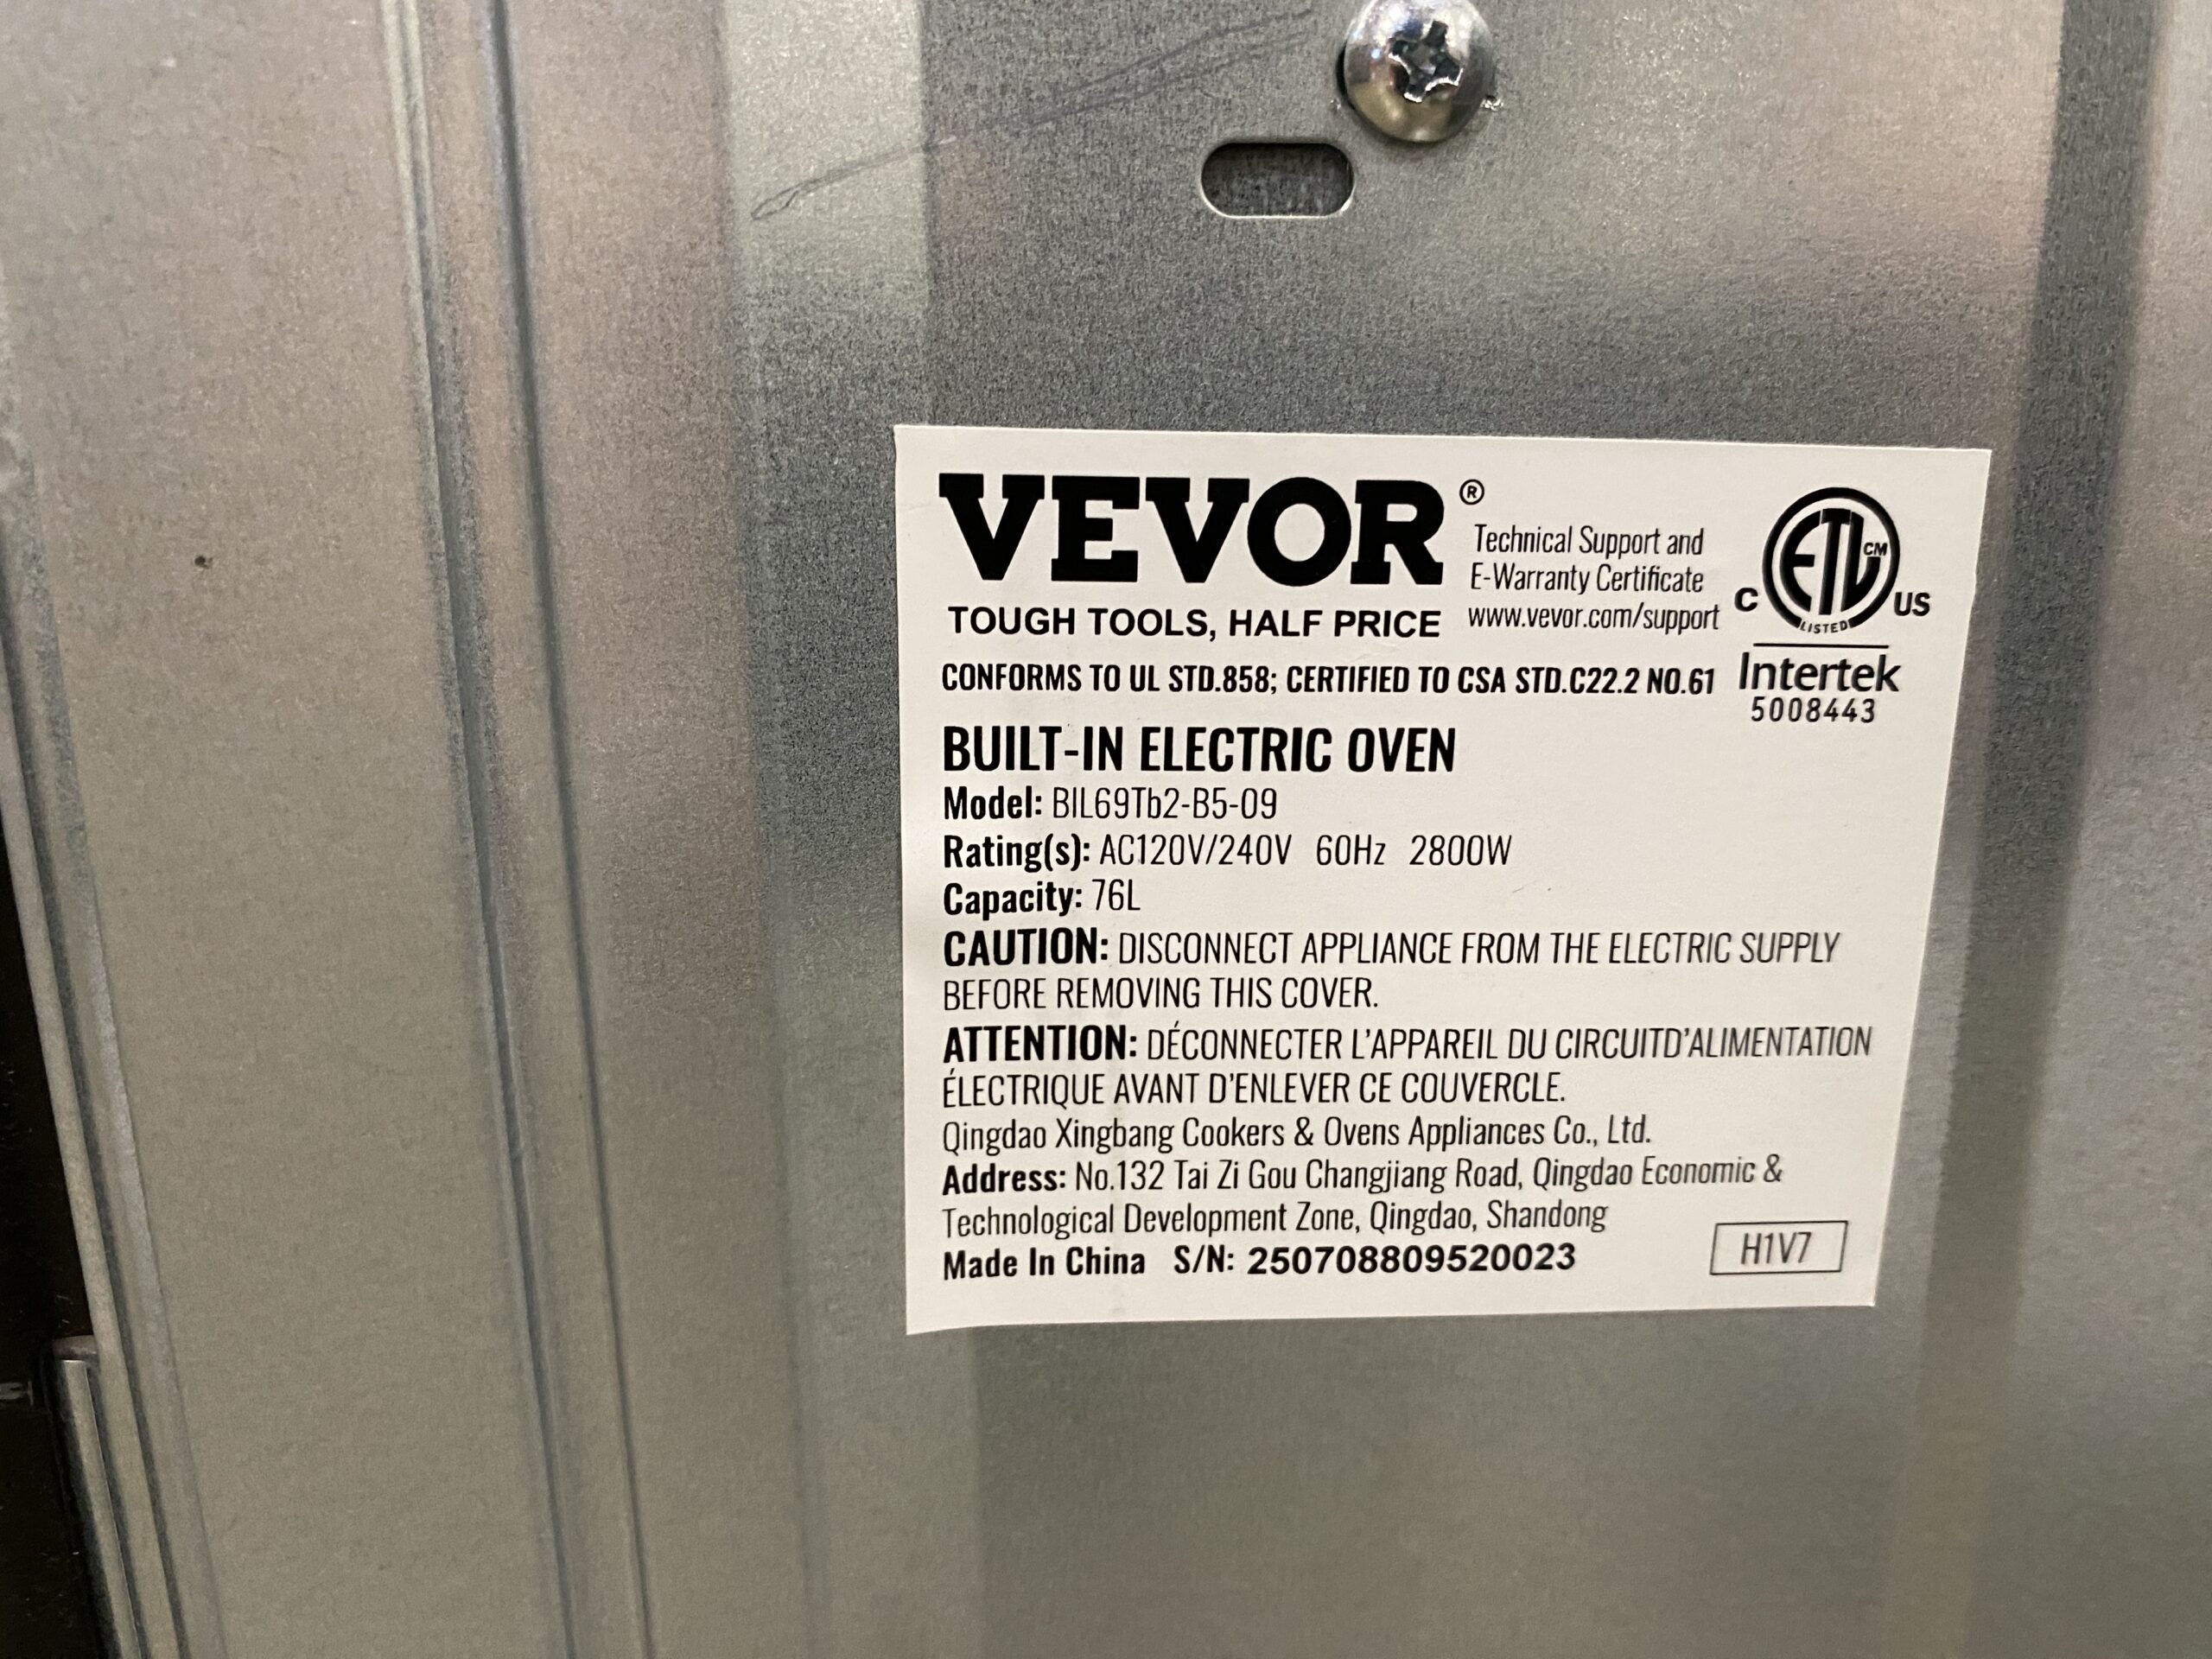 VEVOR®
TOUGH TOOLS, HALF PRICE
Technical Support and
E-Warranty Certificate
www.vevor.com/support
C ETL CM US
LISTED
Intertek
5008443
CONFORMS TO UL STD.858; CERTIFIED TO CSA STD.C22.2 NO.61
BUILT-IN ELECTRIC OVEN
Model: BIL69Tb2-B5-09
Rating(s): AC120V/240V 60Hz 2800W
Capacity: 76L
CAUTION: DISCONNECT APPLIANCE FROM THE ELECTRIC SUPPLY
BEFORE REMOVING THIS COVER.
ATTENTION: DÉCONNECTER L'APPAREIL DU CIRCUITD'ALIMENTATION
ÉLECTRIQUE AVANT D'ENLEVER CE COUVERCLE.
Qingdao Xingbang Cookers & Ovens Appliances Co., Ltd.
Address: No.132 Tai Zi Gou Changjiang Road, Qingdao Economic &
Technological Development Zone, Qingdao, Shandong
Made In China S/N: 250708809520023
H1V7